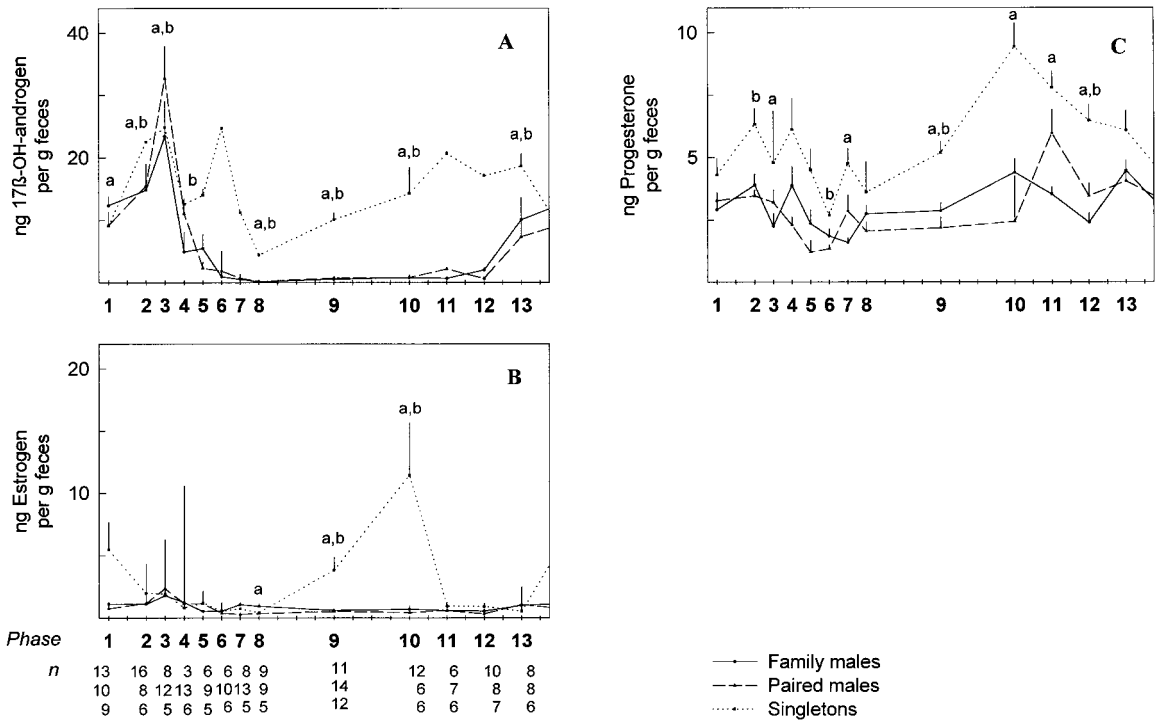 A
ng 17ß-OH-androgen
per g feces
40
20
a
a,b
a,b
b
a,b
a,b
a,b
a,b
1 2 3 4 5 6 7 8 9 10 11 12 13
C
ng Progesterone
per g feces
10
5
b
a
b
a
a,b
a
a
a,b
1 2 3 4 5 6 7 8 9 10 11 12 13
B
ng Estrogen
per g feces
20
10
a
a,b
a,b
Phase 1 2 3 4 5 6 7 8 9 10 11 12 13
n 13 16 8 3 6 6 8 9 11 12 6 10 8
10 8 12 13 9 10 13 9 14 6 7 8 8
9 6 5 6 5 6 5 5 12 6 6 7 6
Family males
Paired males
Singletons